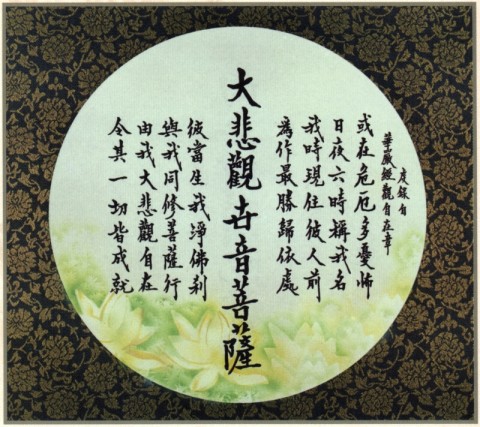 虔錄自
華嚴經觀自在章
或在危厄多憂怖
日夜六時稱我名
我時現住彼人前
為作最勝歸依處
大悲觀世音菩薩
彼當生我淨佛剎
與我同修菩薩行
由我大悲觀自在
令其一切皆成就